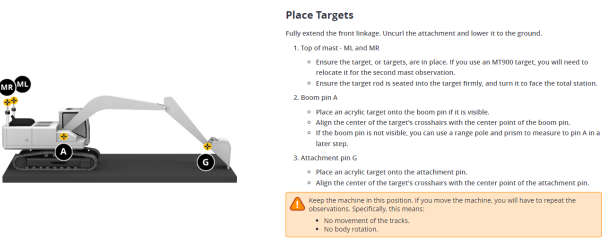 Place Targets
Fully extend the front linkage. Uncurl the attachment and lower it to the ground.
1. Top of mast - ML and MR
Ensure the target, or targets, are in place. If you use an MT900 target, you will need to
relocate it for the second mast observation.
Ensure the target rod is seated into the target firmly, and turn it to face the total station.
2. Boom pin A
Place an acrylic target onto the boom pin if it is visible.
Align the center of the target's crosshairs with the center point of the boom pin.
If the boom pin is not visible, you can use a range pole and prism to measure to pin A in a
later step.
3. Attachment pin G
Place an acrylic target onto the attachment pin.
Align the center of the target's crosshairs with the center point of the attachment pin.
Keep the machine in this position. If you move the machine, you will have to repeat the
observations. Specifically, this means:
No movement of the tracks.
No body rotation.
MR ML
A
G